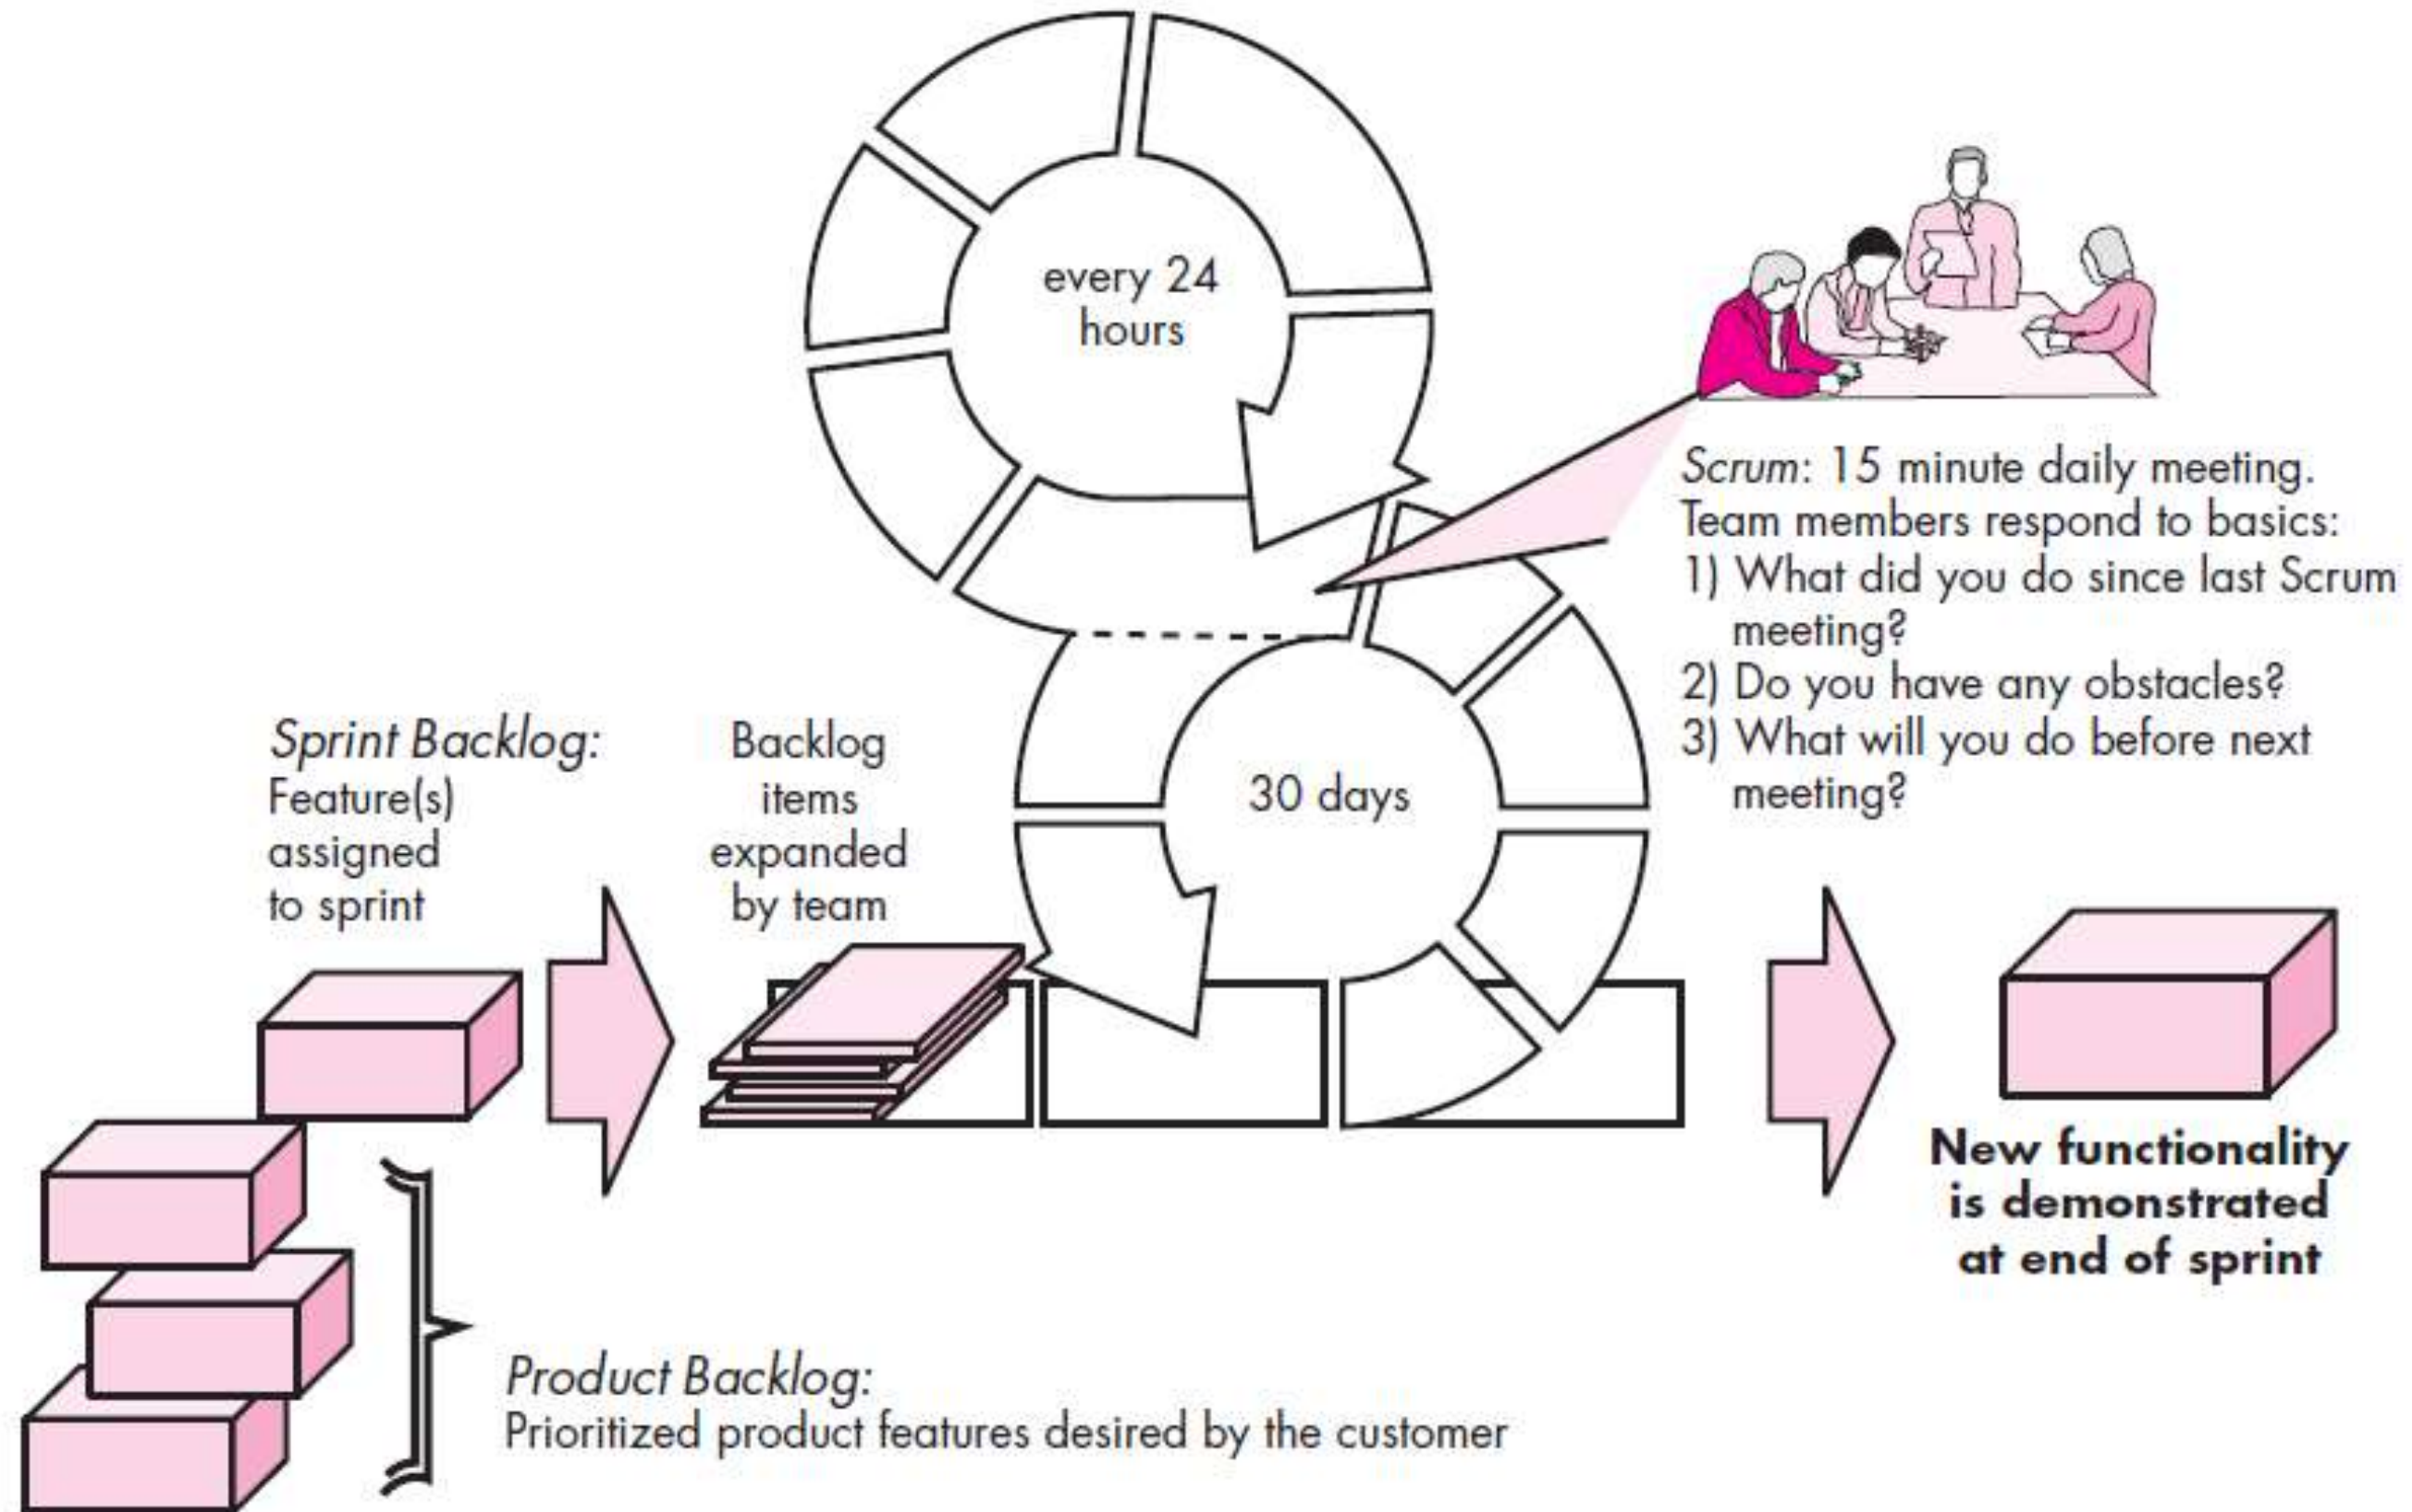 every 24
hours
Scrum: 15 minute daily meeting.
Team members respond to basics:
1) What did you do since last Scrum
meeting?
2) Do you have any obstacles?
3) What will you do before next
meeting?
Sprint Backlog:
Feature(s)
assigned
to sprint
Backlog
items
expanded
by team
30 days
New functionality
is demonstrated
at end of sprint
Product Backlog:
Prioritized product features desired by the customer